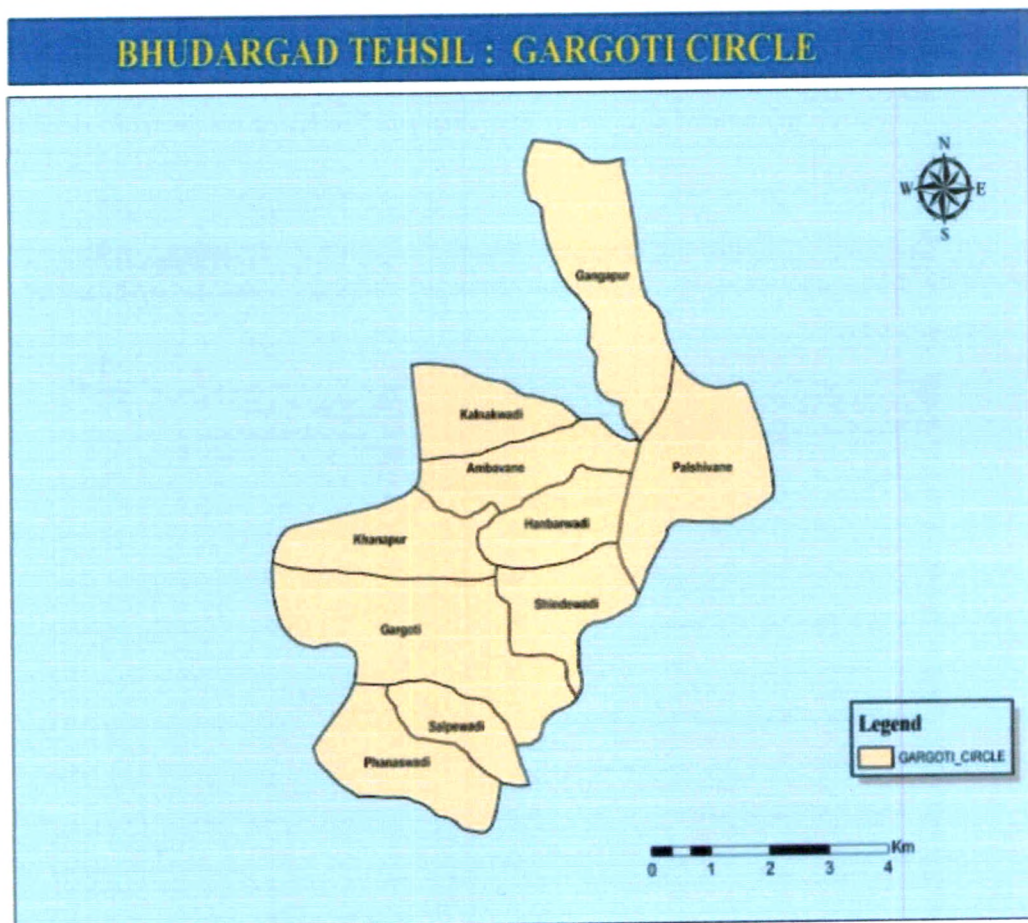 BHUDARGAD TEHSIL : GARGOTI CIRCLE
N
W E
S
Gangapur
Kalnakwadi
Ambavane
Palshivane
Hanbarwadi
Khanapur
Shindewadi
Gargoti
Salpewadi
Phanaswadi
Legend
GARGOTI_CIRCLE
Km
0 1 2 3 4